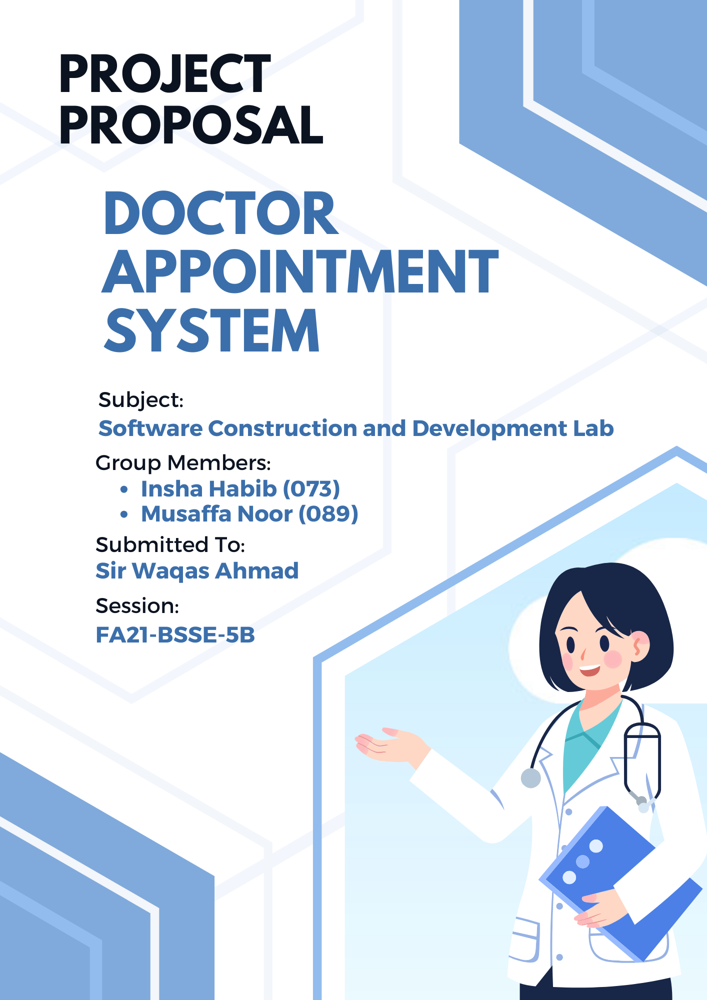 PROJECT
PROPOSAL
DOCTOR
APPOINTMENT
SYSTEM
Subject:
Software Construction and Development Lab
Group Members:
• Insha Habib (073)
• Musaffa Noor (089)
Submitted To:
Sir Waqas Ahmad
Session:
FA21-BSSE-5B